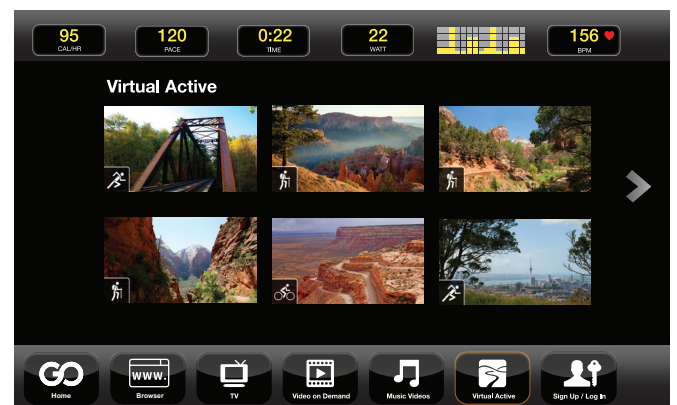 95
CAL/HR
120
PACE
0:22
TIME
22
WATT
156
BPM
Virtual Active
GO
Home
www.
Browser
TV
Video on Demand
Music Videos
Virtual Active
Sign Up / Log In